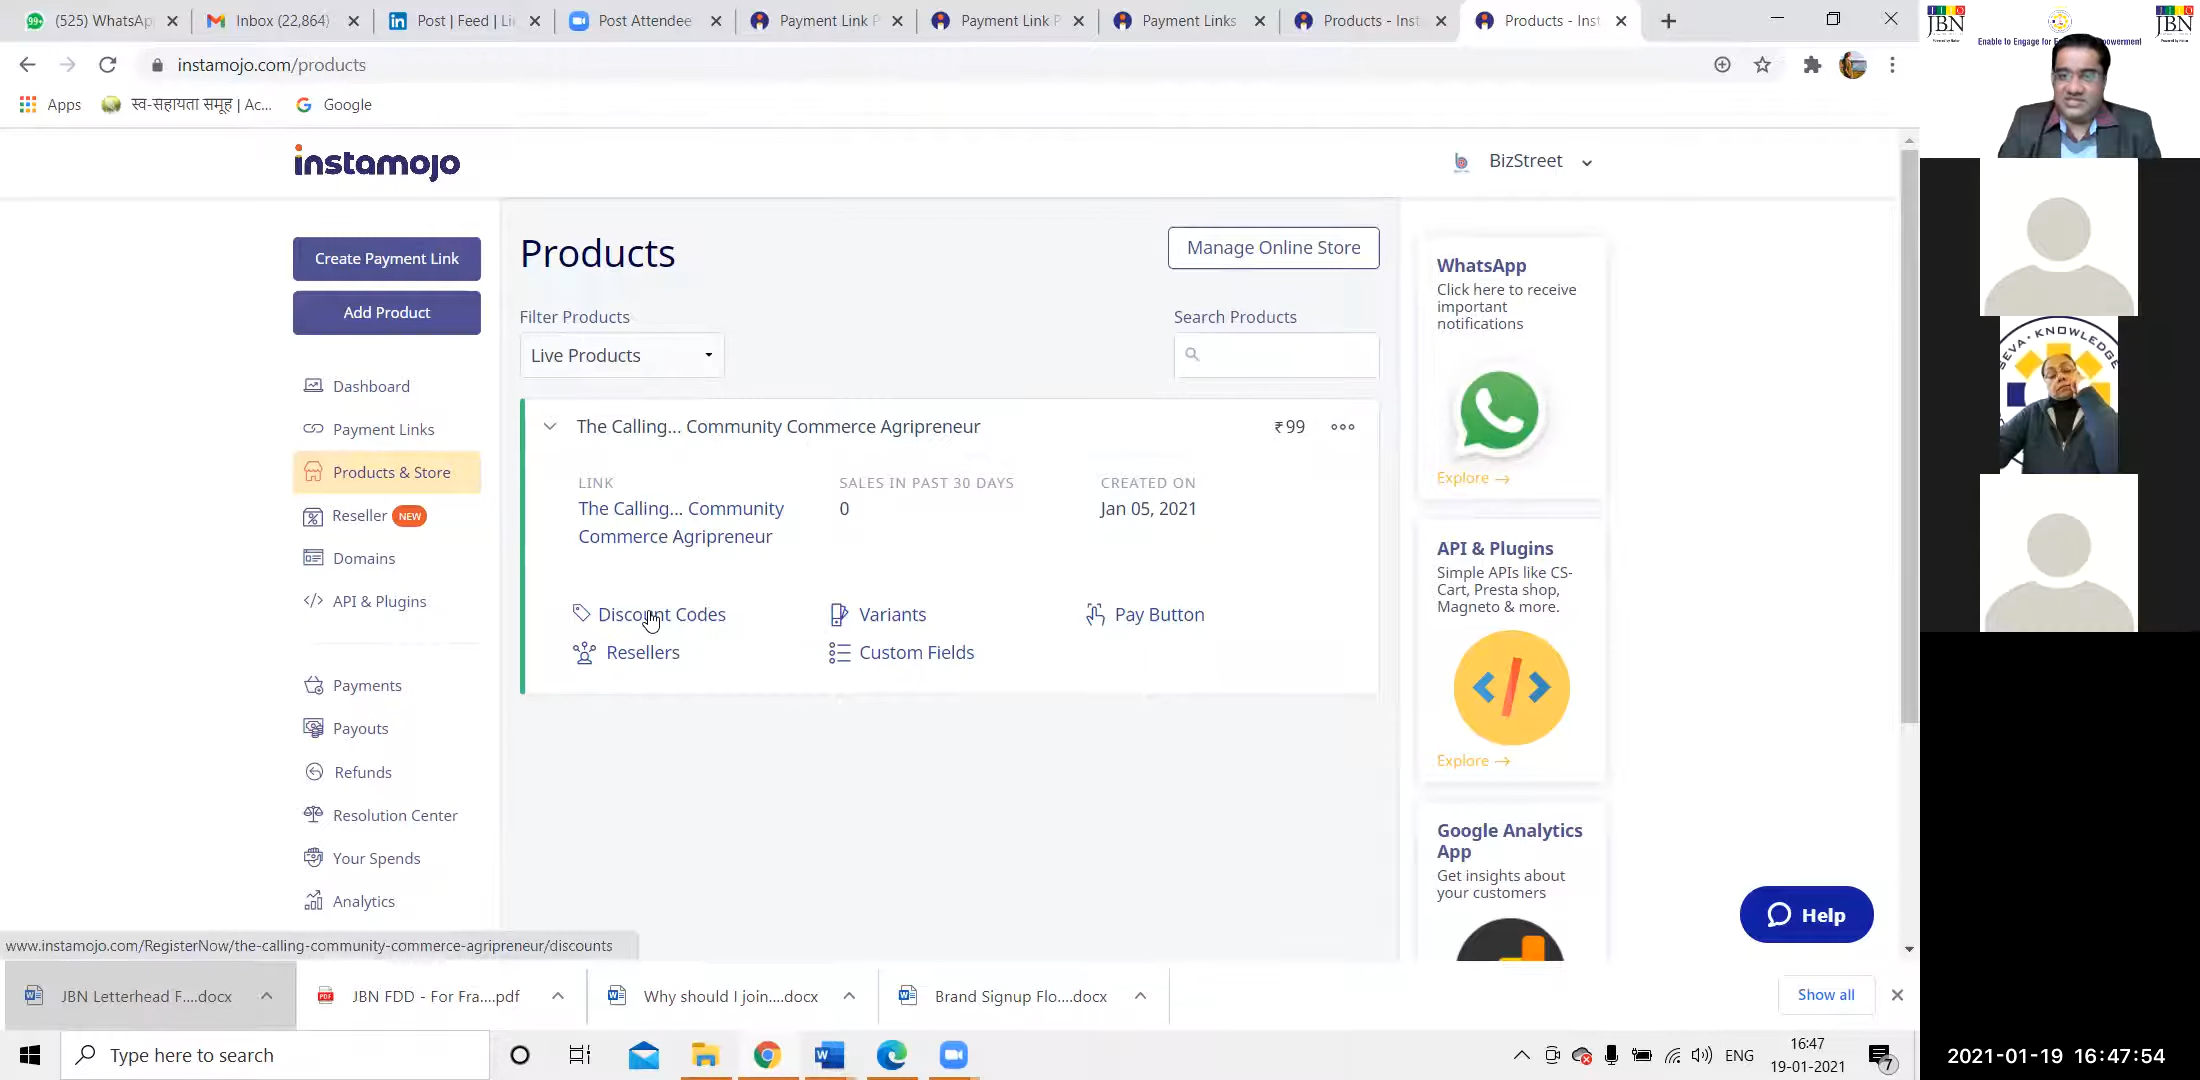 (525) WhatsAp
Inbox (22,864)
Post | Feed | Li
Post Attendee
Payment Link P
Payment Link P
Payment Links
Products - Inst
Products - Inst
instamojo.com/products
Apps
स्व-सहायता समूह | Ac...
Google
instamojo
BizStreet
Create Payment Link
Add Product
Dashboard
Payment Links
Products & Store
Reseller NEW
Domains
API & Plugins
Payments
Payouts
Refunds
Resolution Center
Your Spends
Analytics
Products
Manage Online Store
Filter Products
Search Products
Live Products
The Calling... Community Commerce Agripreneur
₹99
LINK
SALES IN PAST 30 DAYS
CREATED ON
The Calling... Community
0
Jan 05, 2021
Commerce Agripreneur
Discount Codes
Variants
Pay Button
Resellers
Custom Fields
WhatsApp
Click here to receive
important
notifications
Explore →
API & Plugins
Simple APIs like CS-
Cart, Presta shop,
Magneto & more.
Explore →
Google Analytics
App
Get insights about
your customers
Help
www.instamojo.com/RegisterNow/the-calling-community-commerce-agripreneur/discounts
JBN Letterhead F....docx
JBN FDD - For Fra....pdf
Why should I join....docx
Brand Signup Flo....docx
Show all
Type here to search
ENG
16:47
19-01-2021
7
JBN
JBN
Enable to Engage for
SEVA · KNOWLEDGE
2021-01-19 16:47:54